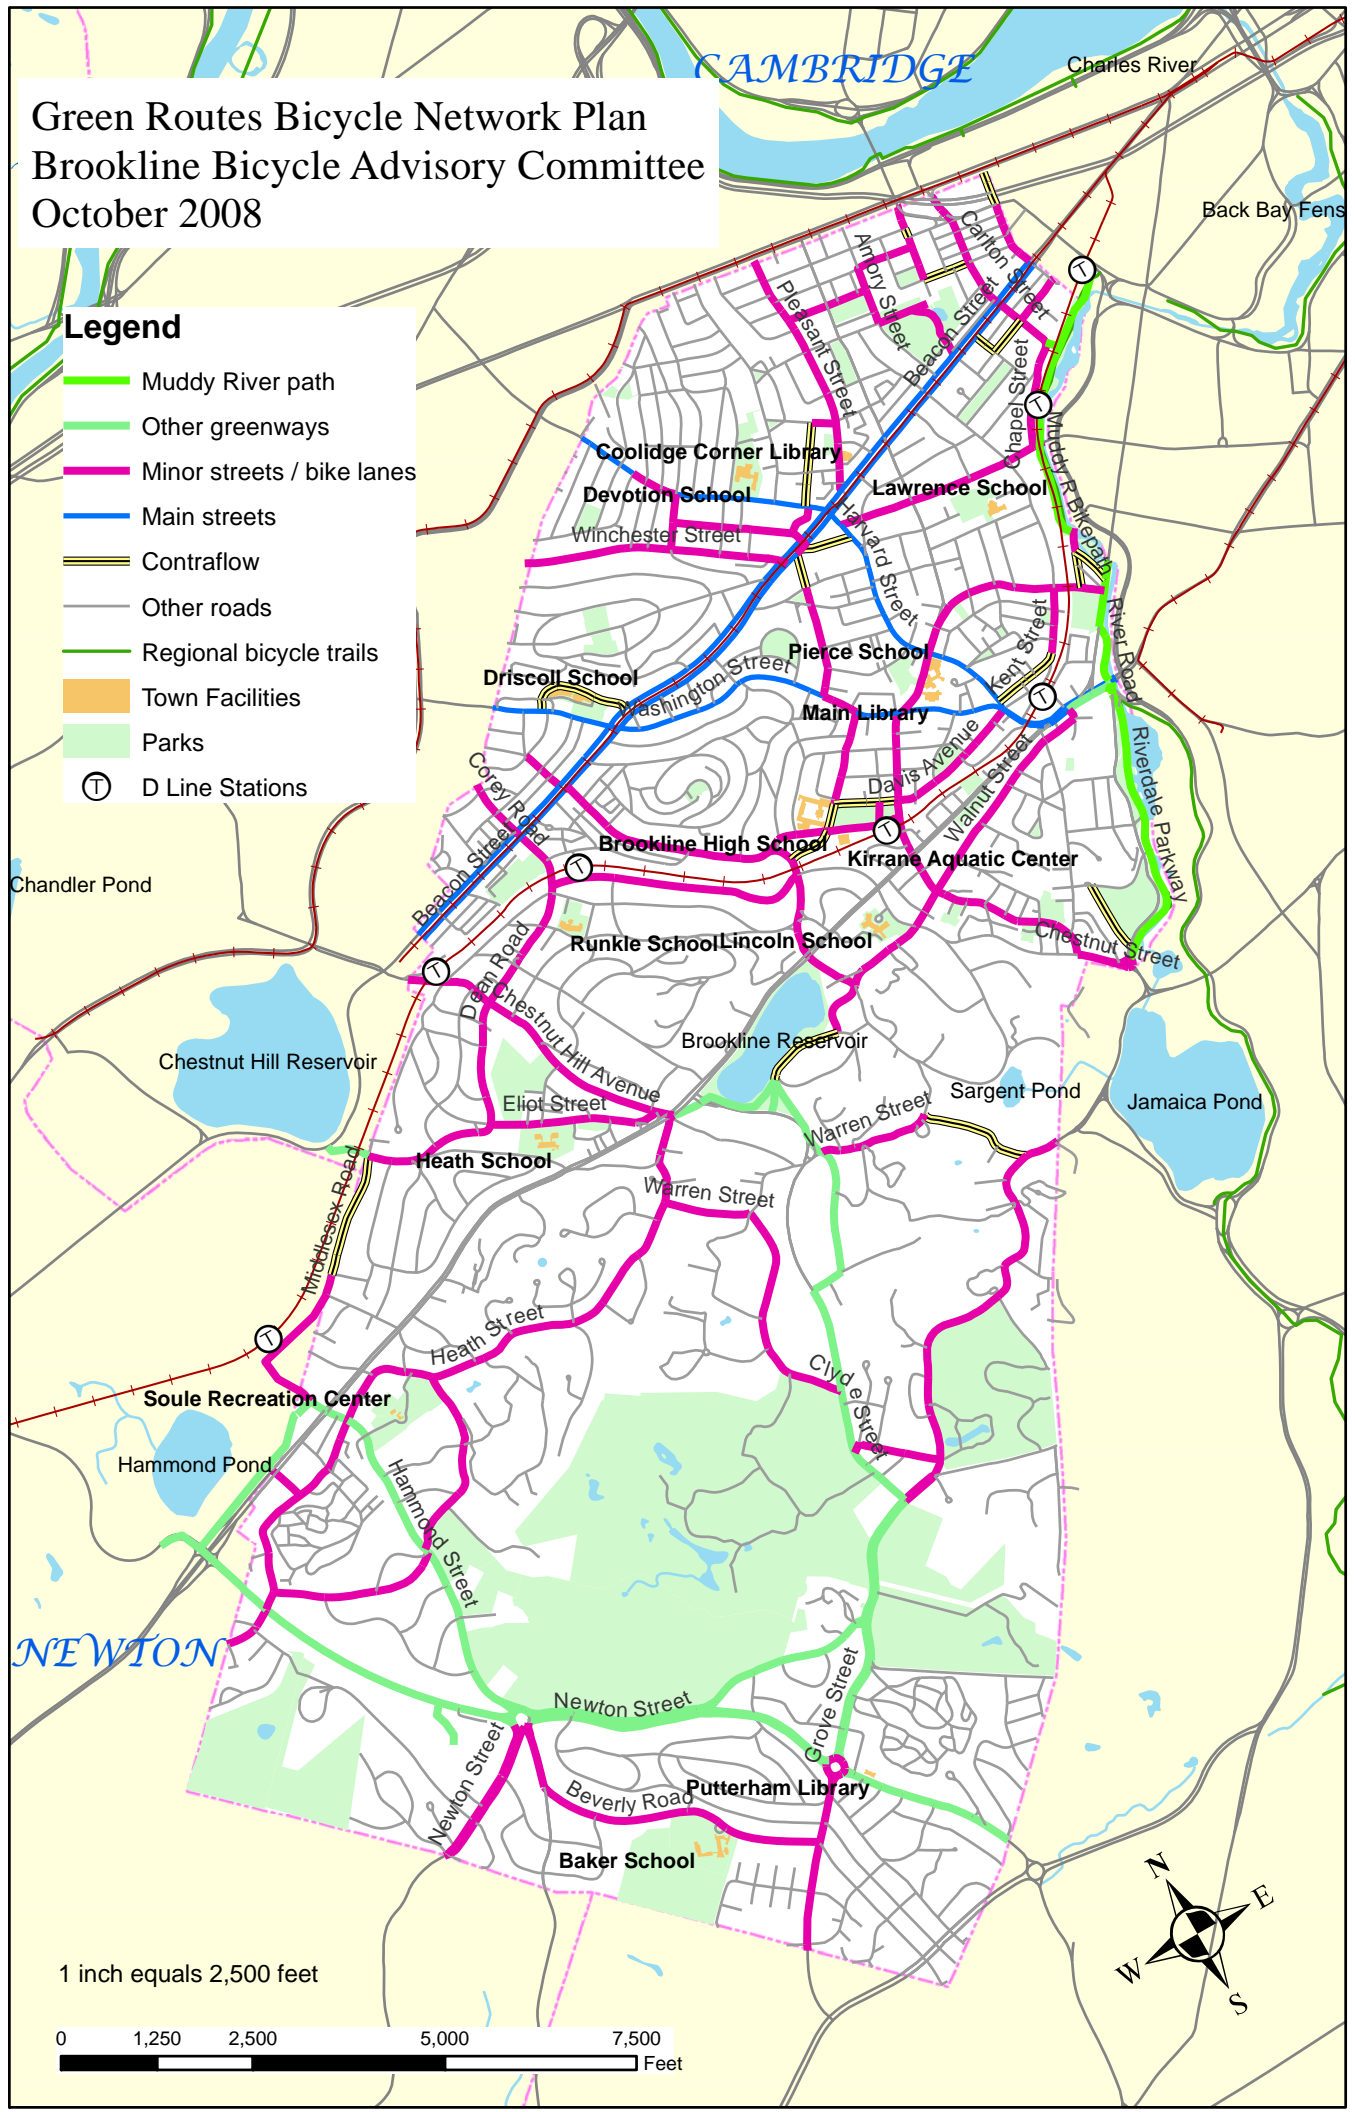 CAMBRIDGE
Charles River
Green Routes Bicycle Network Plan
Brookline Bicycle Advisory Committee
October 2008
Back Bay Fens
Carlton Street
Amory Street
Pleasant Street
Beacon Street
Legend
Muddy River path
Other greenways
Minor streets / bike lanes
Main streets
Contraflow
Other roads
Regional bicycle trails
Town Facilities
Parks
T
D Line Stations
T
T
Chapel Street
Muddy R Bikepath
Coolidge Corner Library
Devotion School
Lawrence School
Winchester Street
Harvard Street
River Road
Kent Street
Pierce School
Driscoll School
Washington Street
T
Main Library
Riverdale Parkway
Davis Avenue
Walnut Street
Corey Road
T
Brookline High School
Kirrane Aquatic Center
T
Beacon Street
Chandler Pond
Runkle School
Lincoln School
Chestnut Street
Dean Road
T
Chestnut Hill Avenue
Brookline Reservoir
Chestnut Hill Reservoir
Sargent Pond
Jamaica Pond
Eliot Street
Warren Street
Heath School
Middlesex Road
Warren Street
T
Heath Street
Clyde Street
Soule Recreation Center
Hammond Pond
Hammond Street
NEWTON
Newton Street
Grove Street
Newton Street
Beverly Road
Putterham Library
Baker School
N
E
W
S
1 inch equals 2,500 feet
0 1,250 2,500 5,000 7,500
Feet